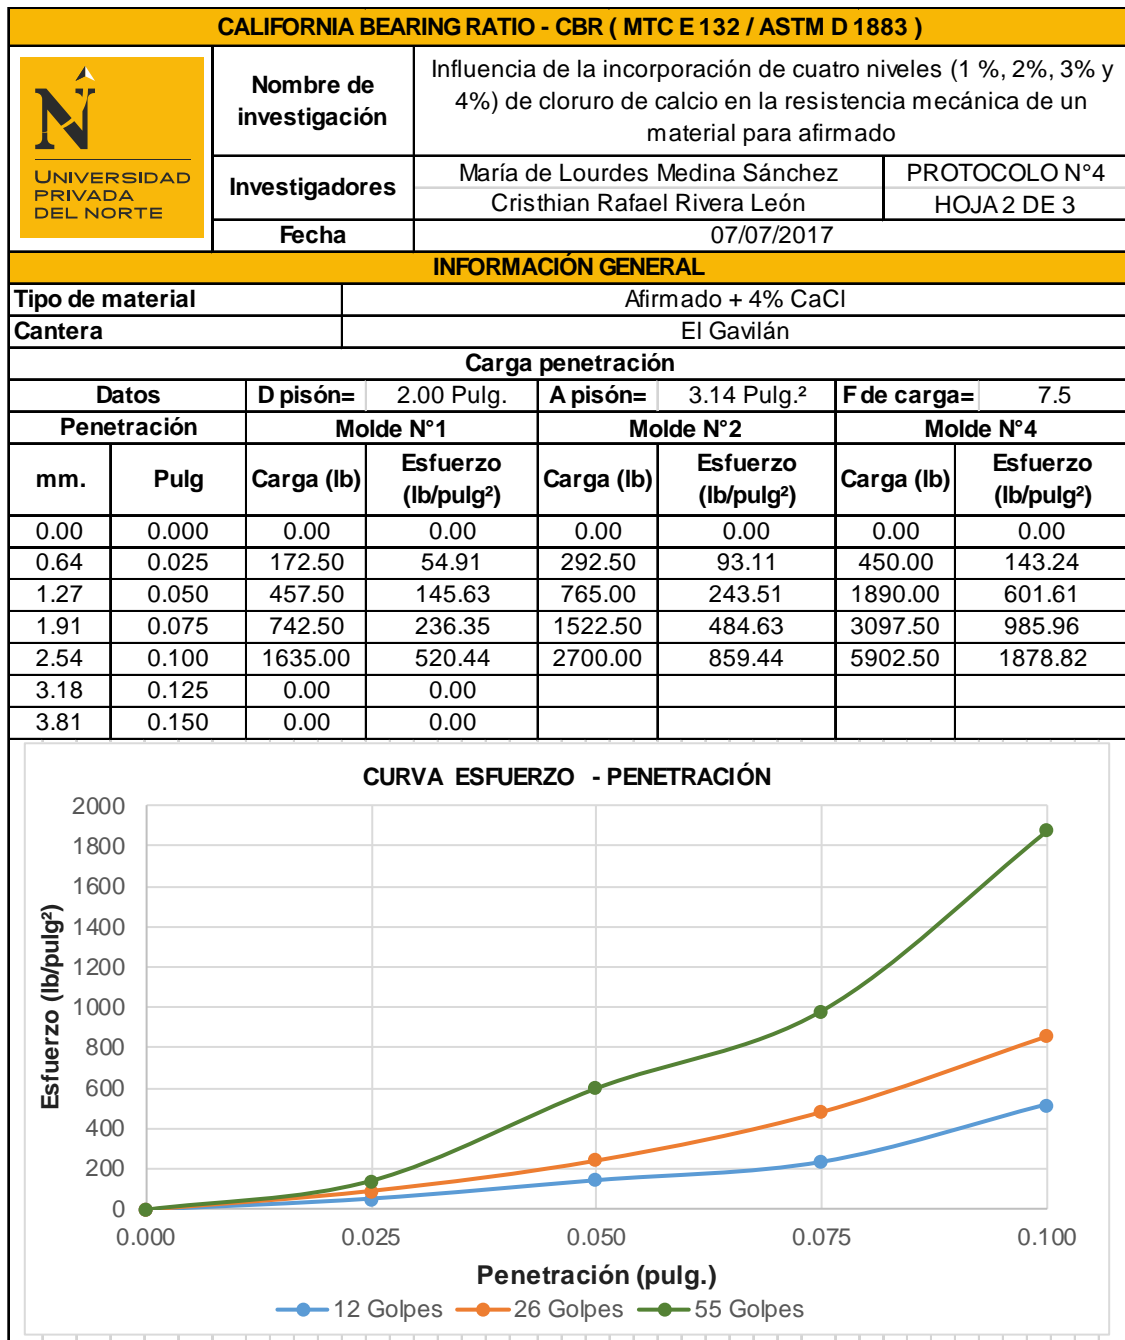 CALIFORNIA BEARING RATIO - CBR ( MTC E 132 / ASTM D 1883 )
N
UNIVERSIDAD
PRIVADA
DEL NORTE
Nombre de
investigación
Influencia de la incorporación de cuatro niveles (1 %, 2%, 3% y
4%) de cloruro de calcio en la resistencia mecánica de un
material para afirmado
Investigadores
María de Lourdes Medina Sánchez
PROTOCOLO N°4
Cristhian Rafael Rivera León
HOJA 2 DE 3
Fecha
07/07/2017
INFORMACIÓN GENERAL
Tipo de material
Afirmado + 4% CaCl
Cantera
El Gavilán
Carga penetración
Datos D pisón= 2.00 Pulg. A pisón= 3.14 Pulg.² F de carga= 7.5
Penetración Molde N°1 Molde N°2 Molde N°4
mm. Pulg Carga (lb) Esfuerzo (lb/pulg²) Carga (lb) Esfuerzo (lb/pulg²) Carga (lb) Esfuerzo (lb/pulg²)
0.00 0.000 0.00 0.00 0.00 0.00 0.00 0.00
0.64 0.025 172.50 54.91 292.50 93.11 450.00 143.24
1.27 0.050 457.50 145.63 765.00 243.51 1890.00 601.61
1.91 0.075 742.50 236.35 1522.50 484.63 3097.50 985.96
2.54 0.100 1635.00 520.44 2700.00 859.44 5902.50 1878.82
3.18 0.125 0.00 0.00
3.81 0.150 0.00 0.00
CURVA ESFUERZO - PENETRACIÓN
Esfuerzo (lb/pulg²)
2000
1800
1600
1400
1200
1000
800
600
400
200
0
0.000 0.025 0.050 0.075 0.100
Penetración (pulg.)
12 Golpes 26 Golpes 55 Golpes